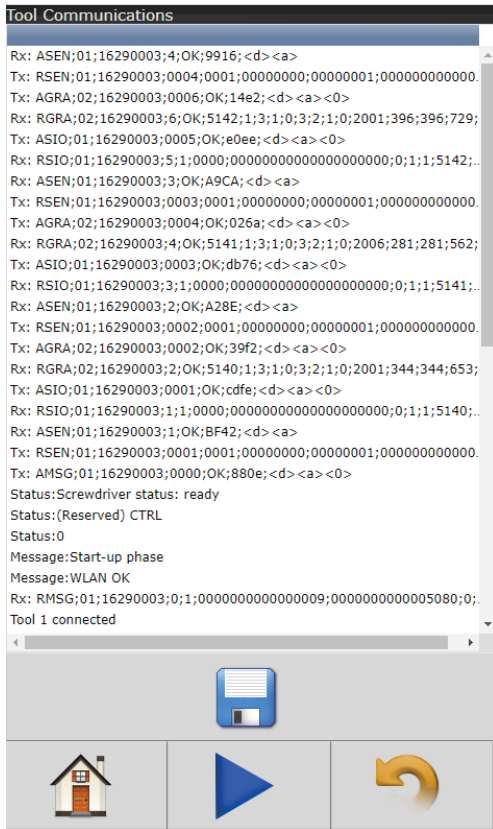 Tool Communications
Rx: ASEN;01;16290003;4;OK;9916;<d><a>
Tx: RSEN;01;16290003;0004;0001;00000000;00000001;000000000000...
Tx: AGRA;02;16290003;0006;OK;14e2;<d><a><0>
Rx: RGRA;02;16290003;6;OK;5142;1;3;1;0;3;2;1;0;2001;396;396;729;
Tx: ASIO;01;16290003;0005;OK;e0ee;<d><a><0>
Rx: RSIO;01;16290003;5;1;0000;00000000000000000000;0;1;1;5142;...
Rx: ASEN;01;16290003;3;OK;A9CA;<d><a>
Tx: RSEN;01;16290003;0003;0001;00000000;00000001;000000000000...
Tx: AGRA;02;16290003;0004;OK;026a;<d><a><0>
Rx: RGRA;02;16290003;4;OK;5141;1;3;1;0;3;2;1;0;2006;281;281;562;
Tx: ASIO;01;16290003;0003;OK;db76;<d><a><0>
Rx: RSIO;01;16290003;3;1;0000;00000000000000000000;0;1;1;5141;...
Rx: ASEN;01;16290003;2;OK;A28E;<d><a>
Tx: RSEN;01;16290003;0002;0001;00000000;00000001;000000000000...
Tx: AGRA;02;16290003;0002;OK;39f2;<d><a><0>
Rx: RGRA;02;16290003;2;OK;5140;1;3;1;0;3;2;1;0;2001;344;344;653;
Tx: ASIO;01;16290003;0001;OK;cdfe;<d><a><0>
Rx: RSIO;01;16290003;1;1;0000;00000000000000000000;0;1;1;5140;...
Rx: ASEN;01;16290003;1;OK;BF42;<d><a>
Tx: RSEN;01;16290003;0001;0001;00000000;00000001;000000000000...
Tx: AMSG;01;16290003;0000;OK;880e;<d><a><0>
Status:Screwdriver status: ready
Status:(Reserved) CTRL
Status:0
Message:Start-up phase
Message:WLAN OK
Rx: RMSG;01;16290003;0;1;0000000000000009;0000000000005080;0;...
Tool 1 connected